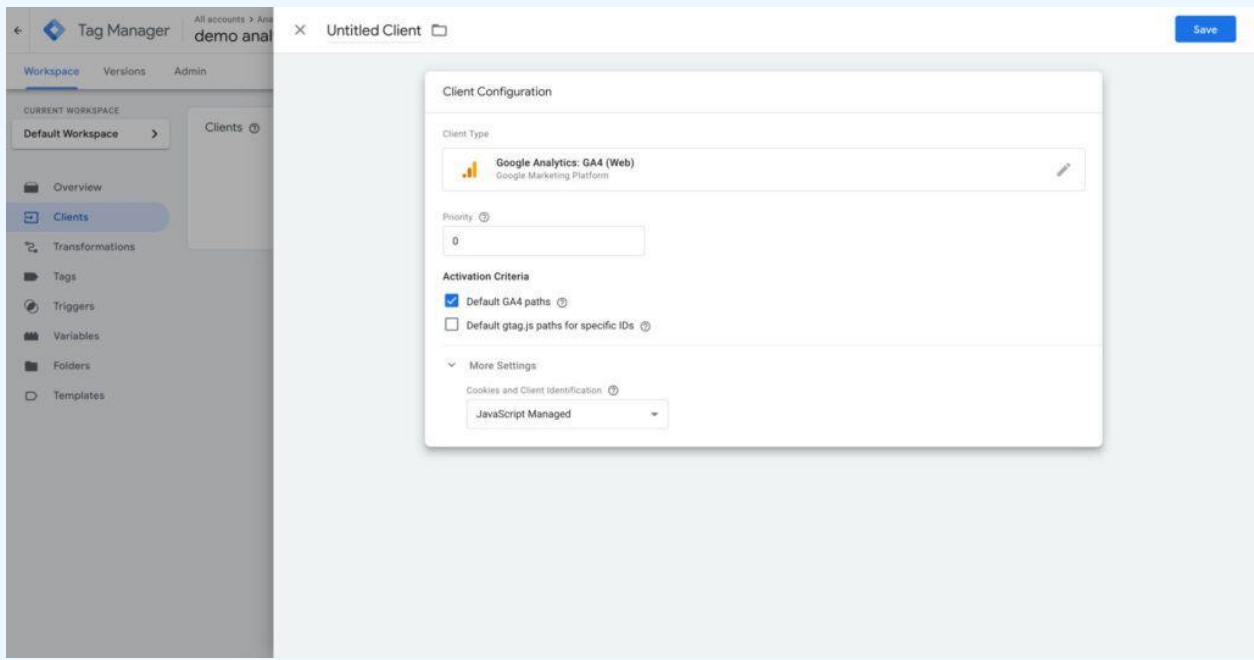 Tag Manager
All accounts > Ana
demo anal
Untitled Client
Save
Workspace Versions Admin
CURRENT WORKSPACE
Default Workspace
Clients
Overview
Clients
Transformations
Tags
Triggers
Variables
Folders
Templates
Client Configuration
Client Type
Google Analytics: GA4 (Web)
Google Marketing Platform
Priority
0
Activation Criteria
Default GA4 paths
Default gtag.js paths for specific IDs
More Settings
Cookies and Client Identification
JavaScript Managed